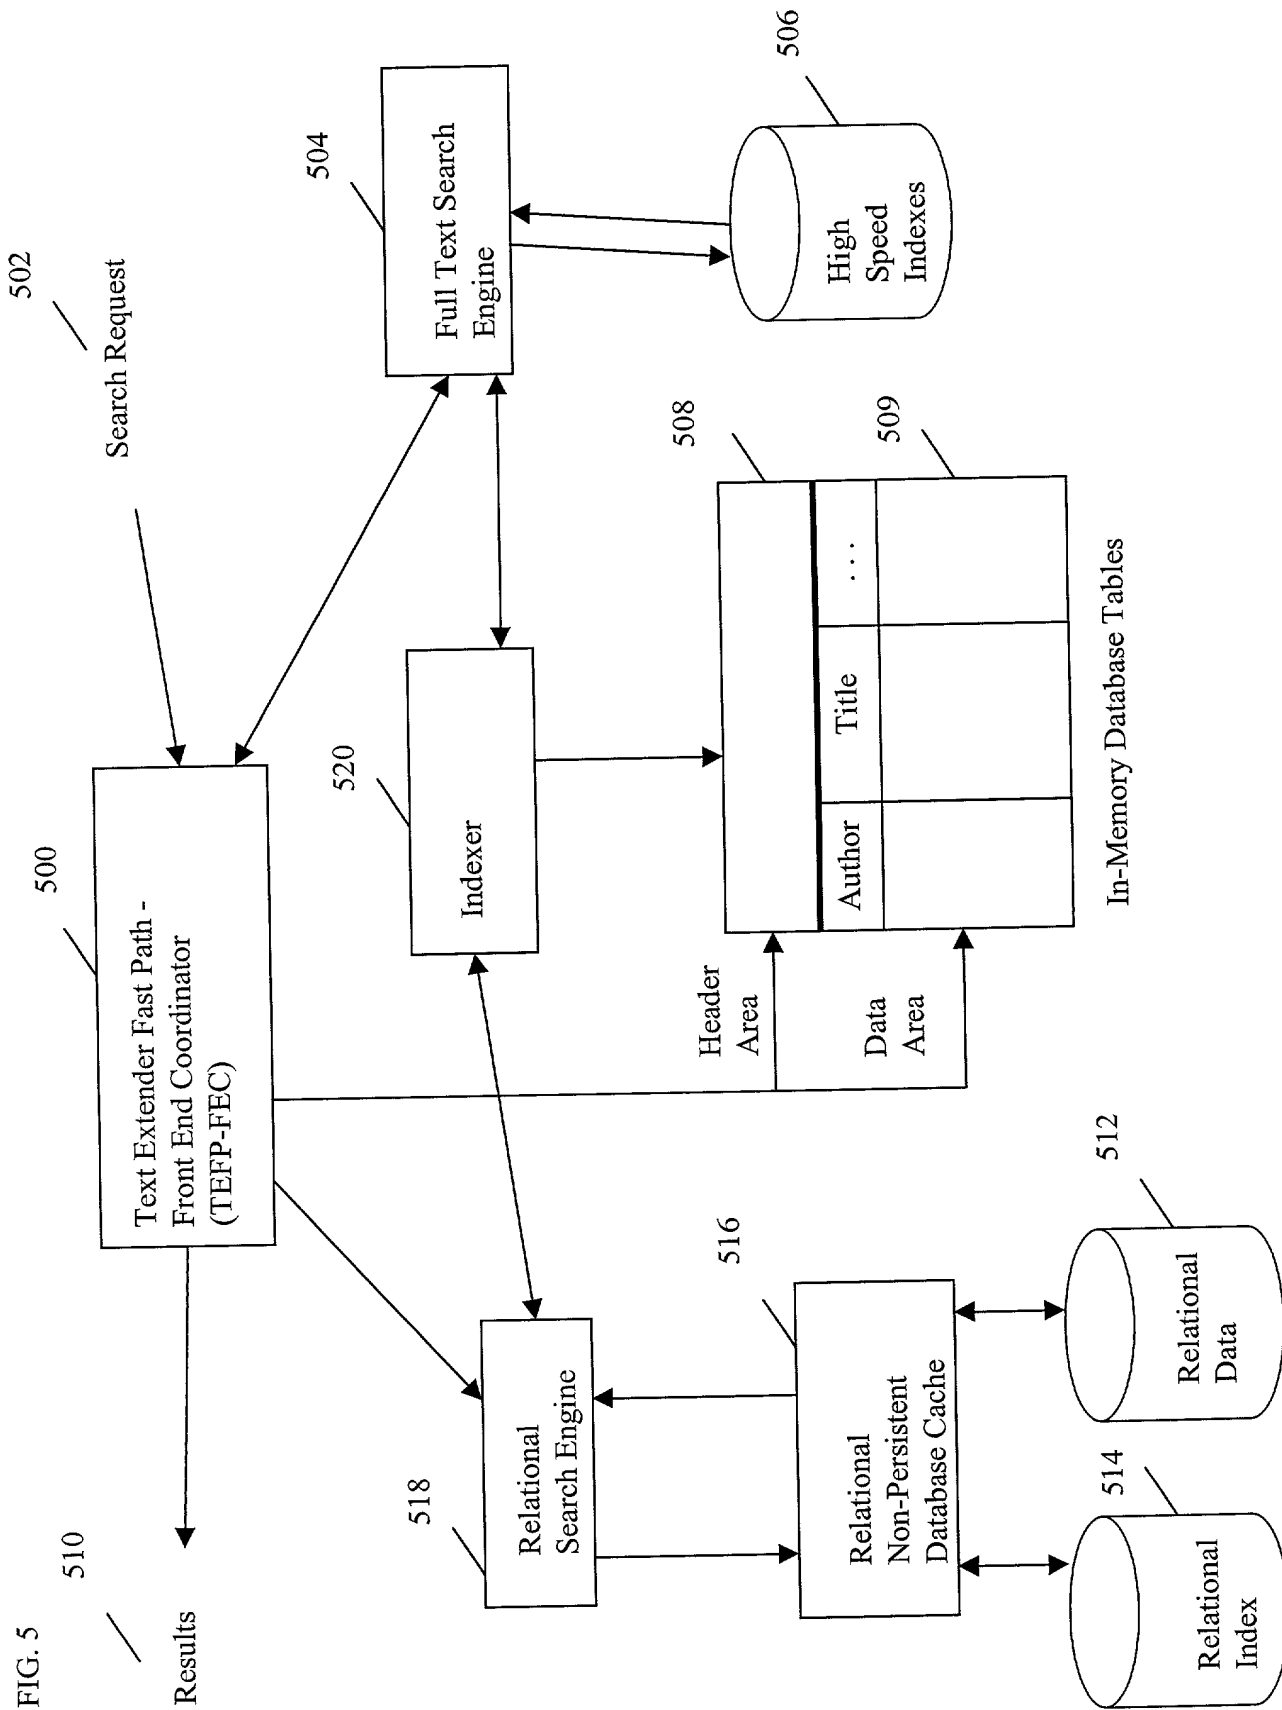 FIG. 5
510
Results
500
Text Extender Fast Path -
Front End Coordinator
(TEFP-FEC)
502
Search Request
518
Relational
Search Engine
520
Indexer
504
Full Text Search
Engine
516
Relational
Non-Persistent
Database Cache
Header
Area
Data
Area
508
Author
Title
. . .
509
In-Memory Database Tables
506
High
Speed
Indexes
514
Relational
Index
512
Relational
Data